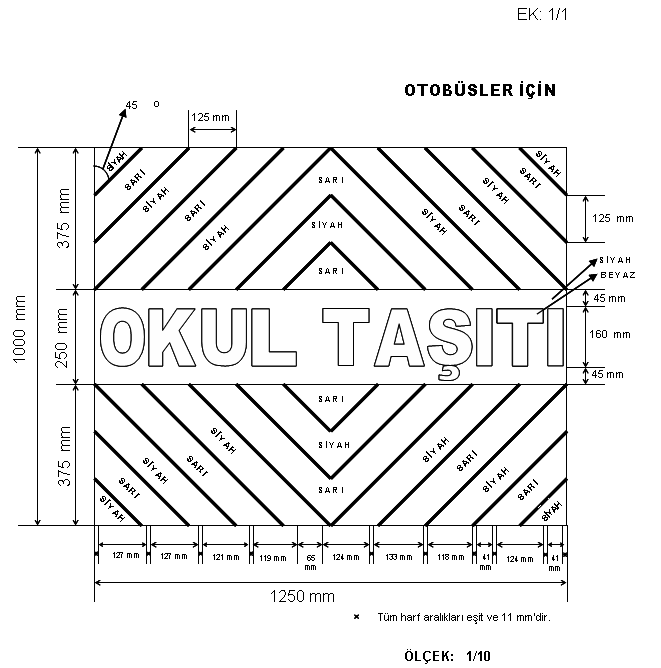 EK: 1/1
OTOBÜSLER İÇİN
45 O
125 mm
SİYAH
SARI
SİYAH
SARI
SİYAH
SARI
SİYAH
SARI
SİYAH
SARI
SİYAH
SARI
SİYAH
125 mm
375 mm
SİYAH
BEYAZ
45 mm
1000 mm
250 mm
OKUL TAŞITI
160 mm
45 mm
375 mm
SARI
SİYAH
SARI
SİYAH
SARI
SİYAH
SARI
SİYAH
SİYAH
SARI
SİYAH
SARI
SİYAH
127 mm
127 mm
121 mm
119 mm
65 mm
124 mm
133 mm
118 mm
41 mm
124 mm
41 mm
1250 mm
× Tüm harf aralıkları eşit ve 11 mm'dir.
ÖLÇEK: 1/10